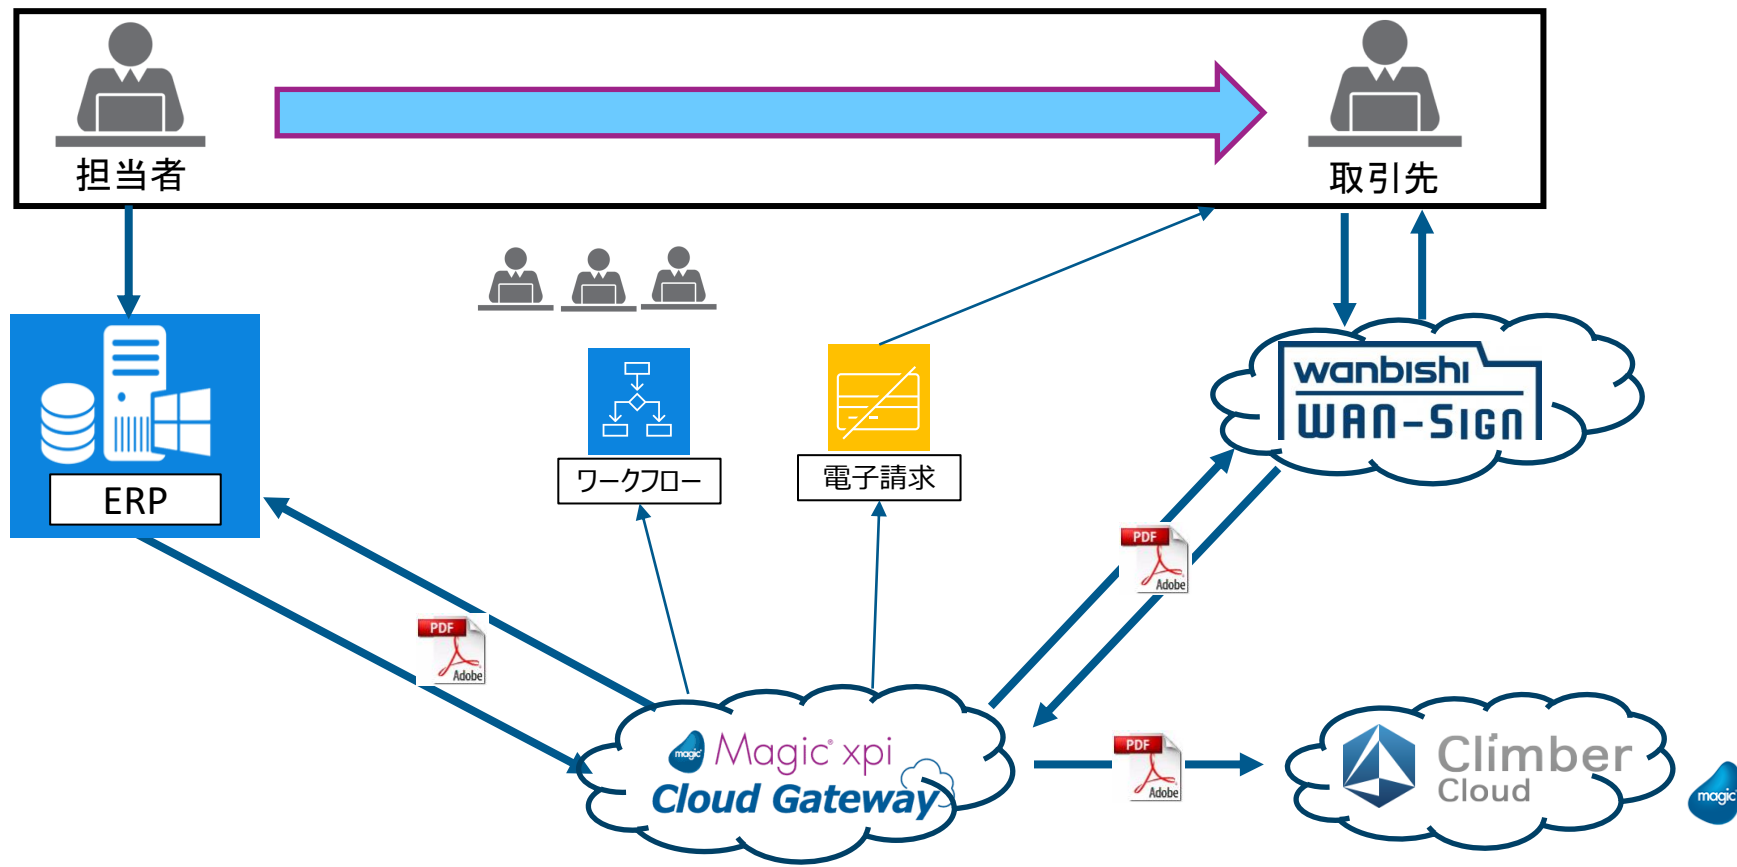 担当者
取引先
ERP
ワークフロー
電子請求
wanbishi
WAN-SIGN
PDF
Adobe
PDF
Adobe
magic
Magic® xpi
Cloud Gateway
PDF
Adobe
Climber
Cloud
magic